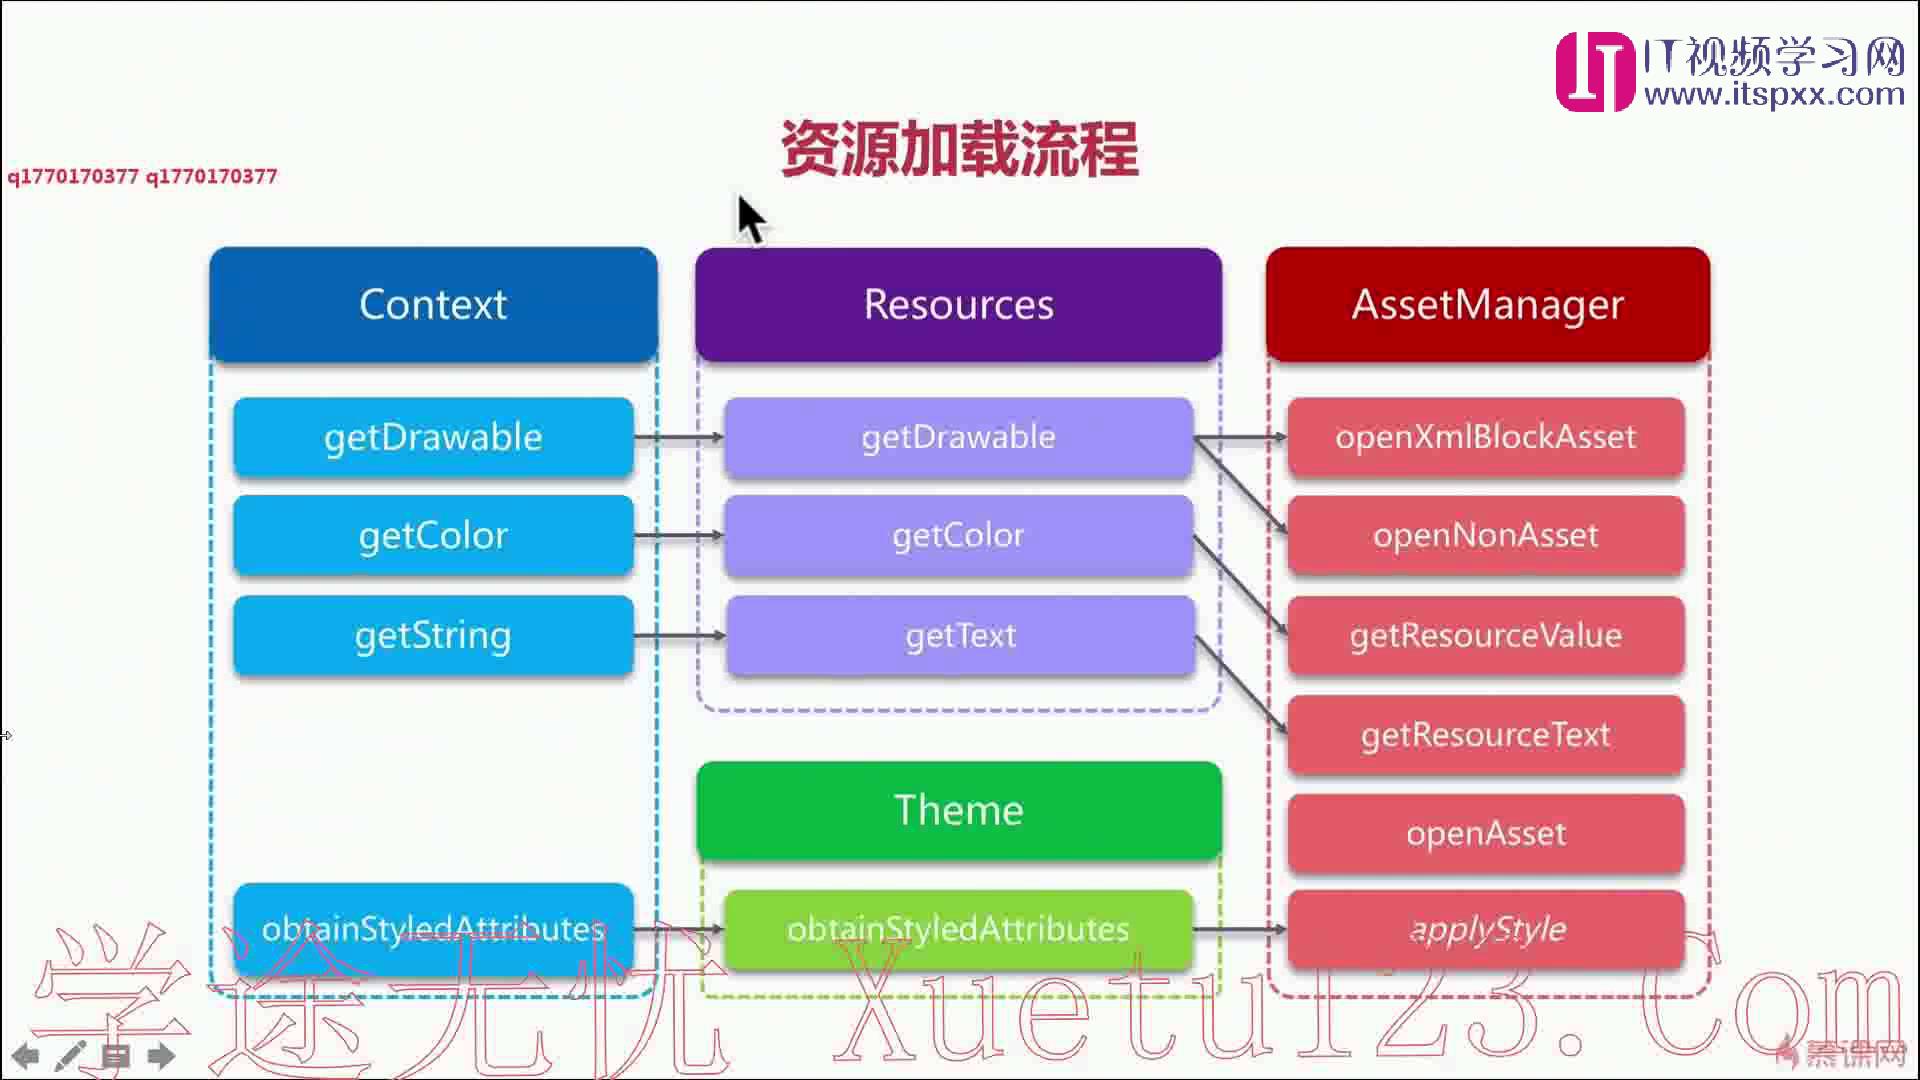 IT视频学习网
www.itspxx.com
资源加载流程
q1770170377 q1770170377
Context
Resources
AssetManager
getDrawable
getDrawable
openXmlBlockAsset
openNonAsset
getColor
getColor
getResourceValue
getString
getText
getResourceText
Theme
openAsset
obtainStyledAttributes
obtainStyledAttributes
applyStyle
学途无忧 Xuetu123.Com
慕课网